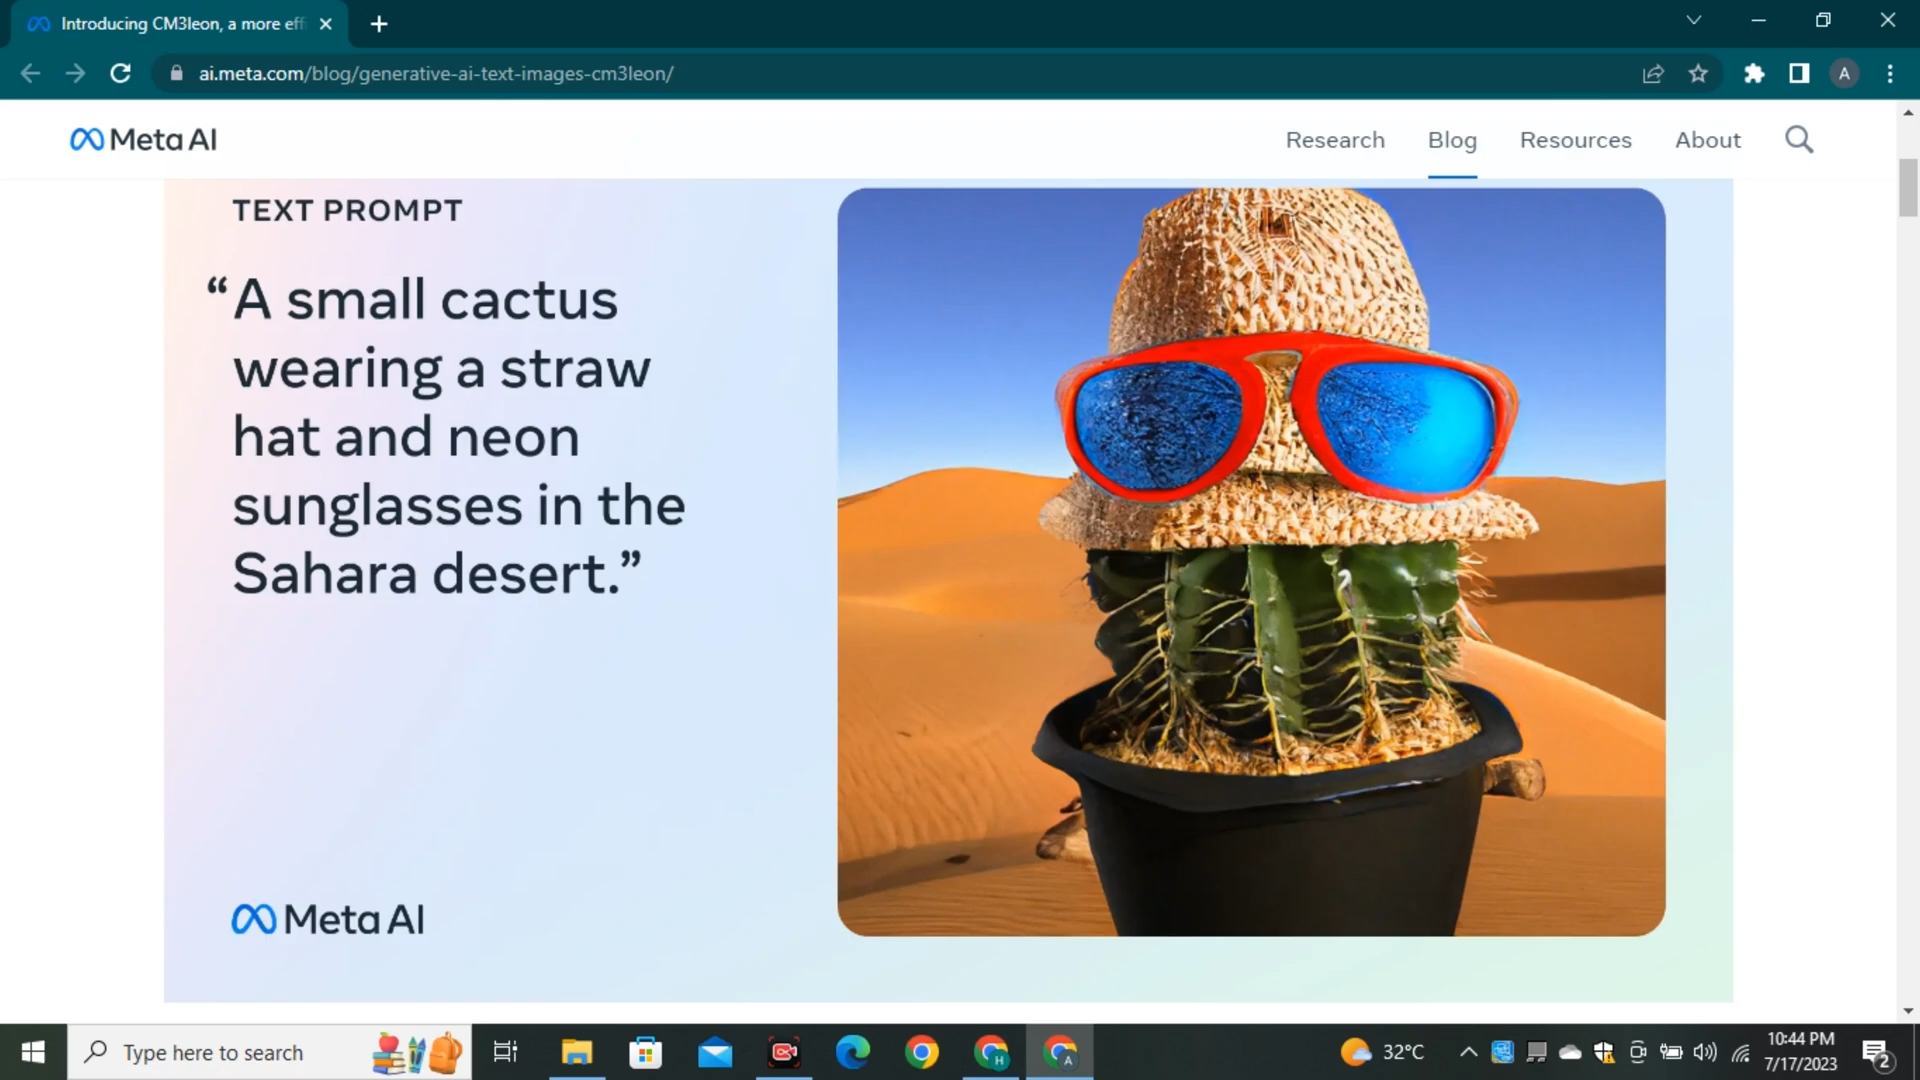 Introducing CM3leon, a more eff
ai.meta.com/blog/generative-ai-text-images-cm3leon/
A
Meta AI
Research
Blog
Resources
About
TEXT PROMPT
“A small cactus
wearing a straw
hat and neon
sunglasses in the
Sahara desert.”
Meta AI
Type here to search
H
A
32°C
10:44 PM
7/17/2023
2